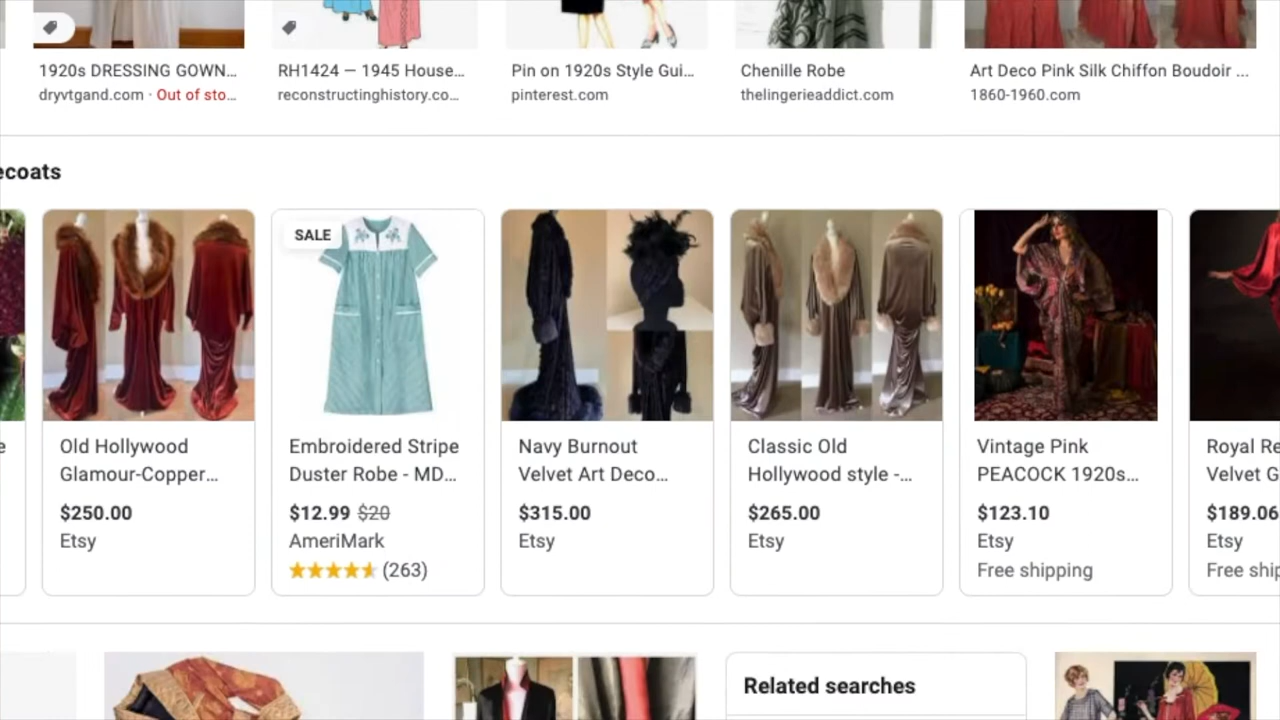 1920s DRESSING GOWN…
dryvtgand.com · Out of sto…
RH1424 — 1945 House…
reconstructinghistory.co…
Pin on 1920s Style Gui…
pinterest.com
Chenille Robe
thelingerieaddict.com
Art Deco Pink Silk Chiffon Boudoir ...
1860-1960.com
ecoats
e
Old Hollywood
Glamour-Copper…
$250.00
Etsy
SALE
Embroidered Stripe
Duster Robe - MD…
$12.99 $20
AmeriMark
(263)
Navy Burnout
Velvet Art Deco…
$315.00
Etsy
Classic Old
Hollywood style -…
$265.00
Etsy
Vintage Pink
PEACOCK 1920s…
$123.10
Etsy
Free shipping
Royal Re
Velvet G
$189.06
Etsy
Free ship
Related searches